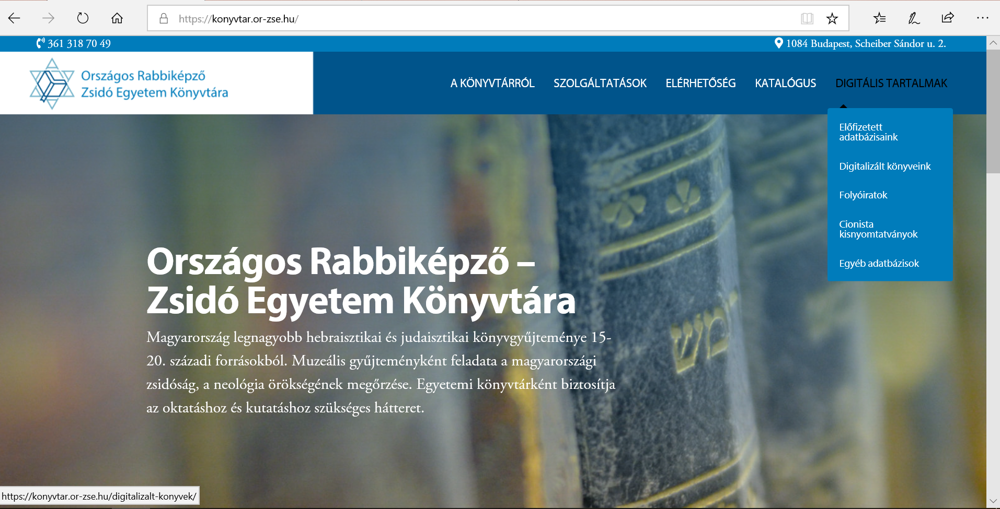 https://konyvtar.or-zse.hu/
361 318 70 49
1084 Budapest, Scheiber Sándor u. 2.
Országos Rabbiképző
Zsidó Egyetem Könyvtára
A KÖNYVTÁRRÓL
SZOLGÁLTATÁSOK
ELÉRHETŐSÉG
KATALÓGUS
DIGITÁLIS TARTALMAK
Előfizetett
adatbázisaink
Digitalizált könyveink
Folyóiratok
Cionista
kisnyomtatványok
Egyéb adatbázisok
Országos Rabbiképző –
Zsidó Egyetem Könyvtára
Magyarország legnagyobb hebraisztikai és judaisztikai könyvgyűjteménye 15-
20. századi forrásokból. Muzeális gyűjteményként feladata a magyarországi
zsidóság, a neológia örökségének megőrzése. Egyetemi könyvtárként biztosítja
az oktatáshoz és kutatáshoz szükséges hátteret.
https://konyvtar.or-zse.hu/digitalizalt-konyvek/